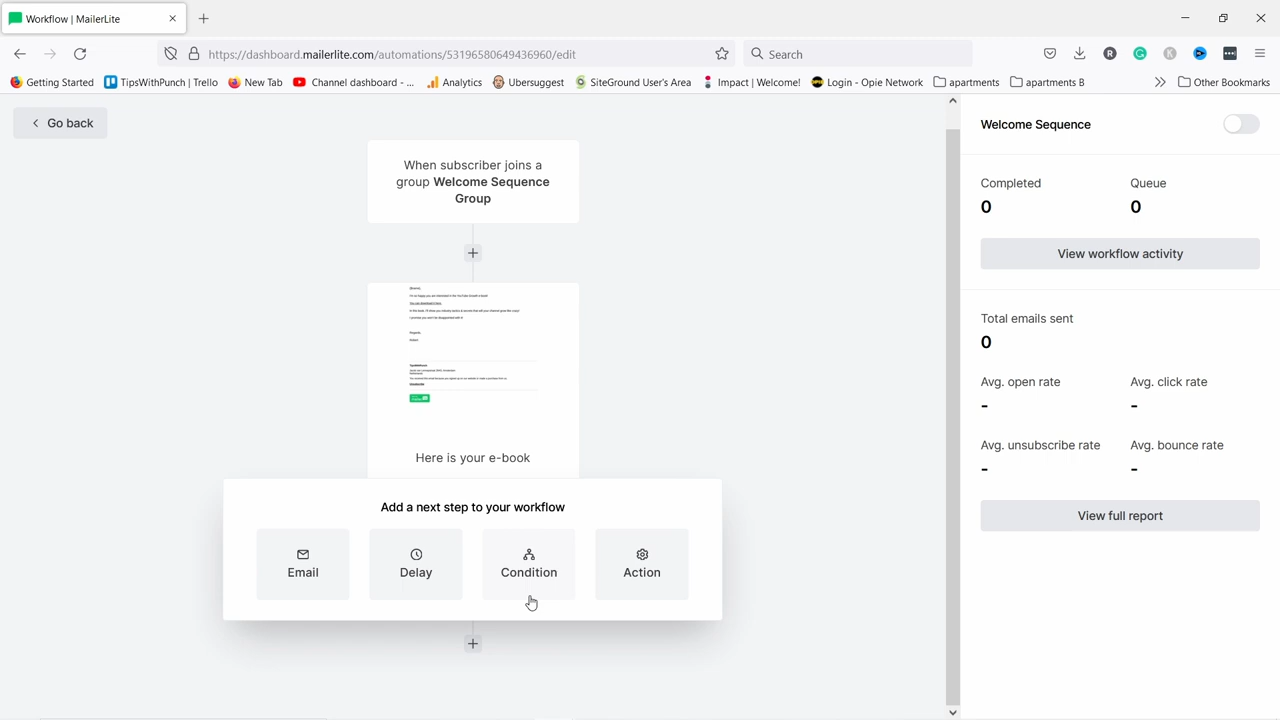 Workflow | MailerLite
https://dashboard.mailerlite.com/automations/53196580649436960/edit
Search
Getting Started
TipsWithPunch | Trello
New Tab
Channel dashboard - ...
Analytics
Ubersuggest
SiteGround User's Area
Impact | Welcome!
Login - Opie Network
apartments
apartments B
Other Bookmarks
Go back
When subscriber joins a
group Welcome Sequence
Group
Here is your e-book
Add a next step to your workflow
Email
Delay
Condition
Action
Welcome Sequence
Completed
Queue
0
0
View workflow activity
Total emails sent
0
Avg. open rate
Avg. click rate
-
-
Avg. unsubscribe rate
Avg. bounce rate
-
-
View full report